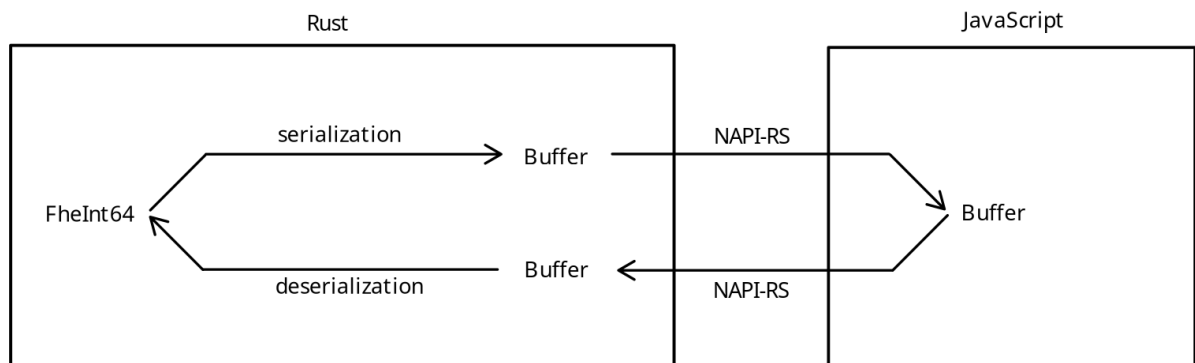 Rust
JavaScript
serialization
NAPI-RS
Buffer
FheInt64
Buffer
Buffer
deserialization
NAPI-RS